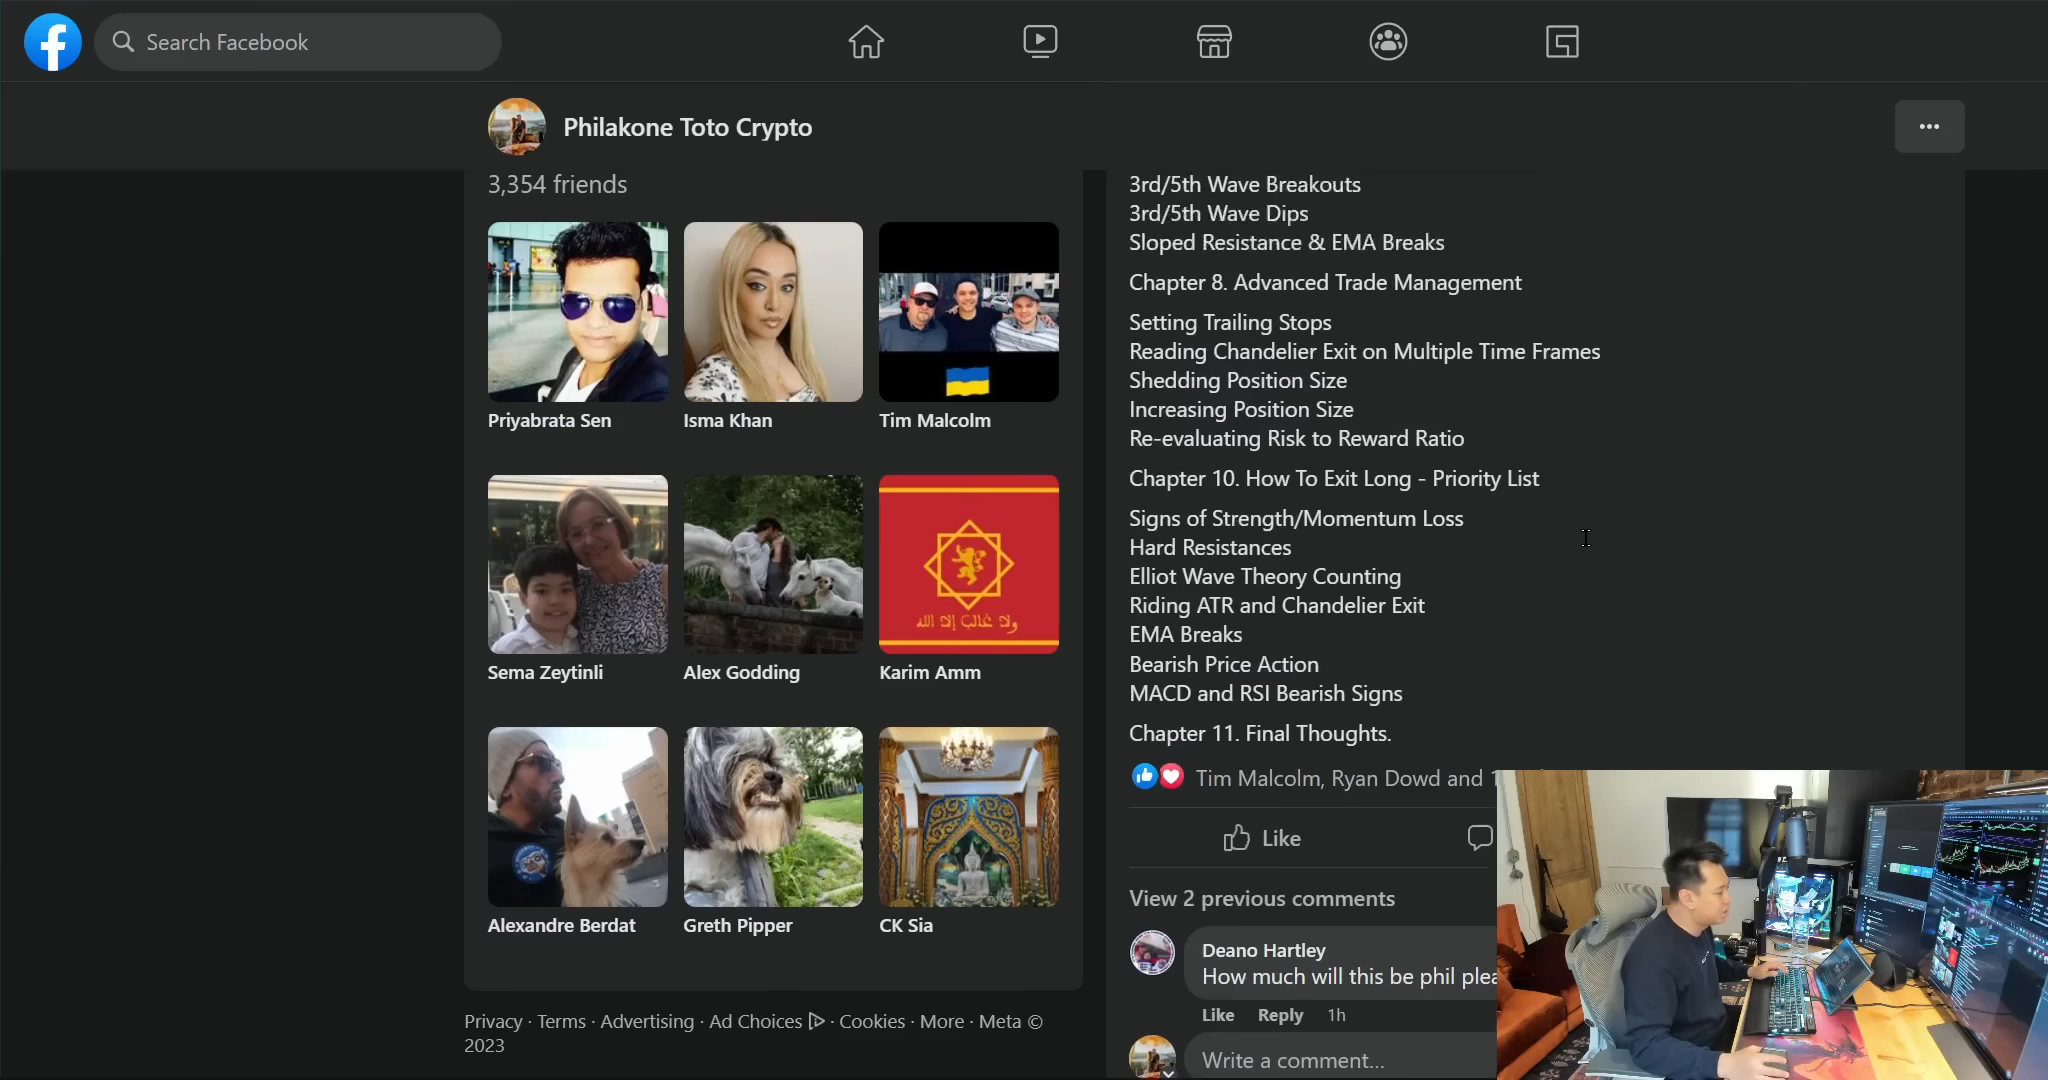 Search Facebook
Philakone Toto Crypto
3,354 friends
Priyabrata Sen
Isma Khan
Tim Malcolm
Sema Zeytinli
Alex Godding
ولا غالب إلا الله
Karim Amm
Alexandre Berdat
Greth Pipper
CK Sia
Privacy · Terms · Advertising · Ad Choices · Cookies · More · Meta ©
2023
3rd/5th Wave Breakouts
3rd/5th Wave Dips
Sloped Resistance & EMA Breaks
Chapter 8. Advanced Trade Management
Setting Trailing Stops
Reading Chandelier Exit on Multiple Time Frames
Shedding Position Size
Increasing Position Size
Re-evaluating Risk to Reward Ratio
Chapter 10. How To Exit Long - Priority List
Signs of Strength/Momentum Loss
Hard Resistances
Elliot Wave Theory Counting
Riding ATR and Chandelier Exit
EMA Breaks
Bearish Price Action
MACD and RSI Bearish Signs
Chapter 11. Final Thoughts.
Tim Malcolm, Ryan Dowd and
Like
View 2 previous comments
Deano Hartley
How much will this be phil
Like Reply 1h
Write a comment...